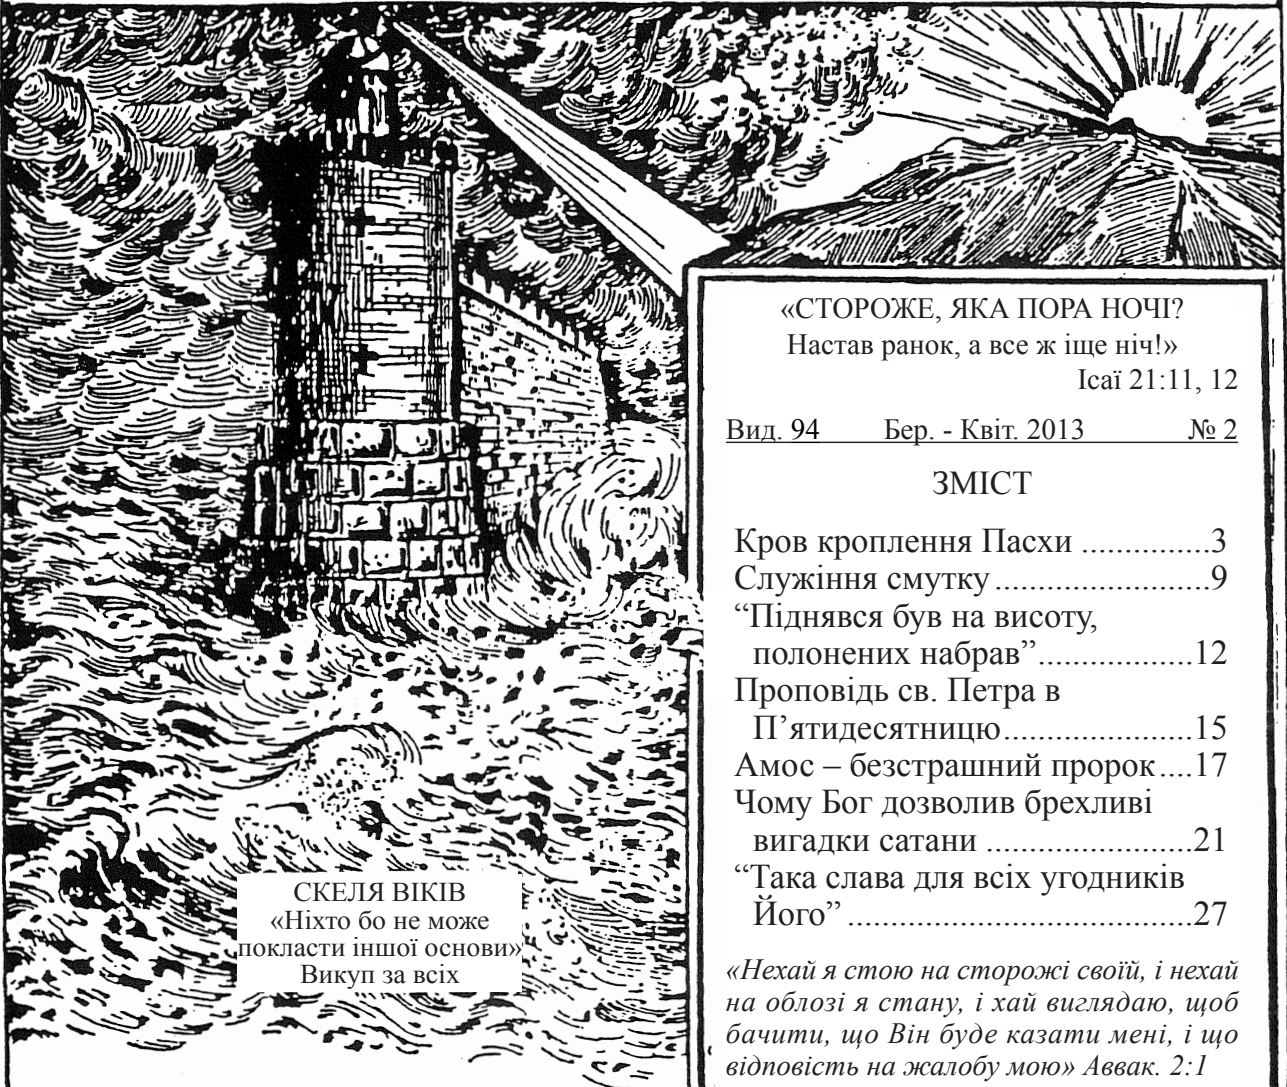 «СТОРОЖЕ, ЯКА ПОРА НОЧІ?
Настав ранок, а все ж іще ніч!»
Ісаї 21:11, 12
Вид. 94 Бер. - Квіт. 2013 № 2
ЗМІСТ
Кров кроплення Пасхи ..............3
Служіння смутку........................9
“Піднявся був на висоту,
полонених набрав”.................12
Проповідь св. Петра в
П’ятидесятницю.....................15
Амос – безстрашний пророк....17
Чому Бог дозволив брехливі
вигадки сатани .......................21
“Така слава для всіх угодників
Його” .....................................27
«Нехай я стою на сторожі своїй, і нехай
на облозі я стану, і хай виглядаю, щоб
бачити, що Він буде казати мені, і що
відповість на жалобу мою» Аввак. 2:1
СКЕЛЯ ВІКІВ
«Ніхто бо не може
покласти іншої основи»
Викуп за всіх